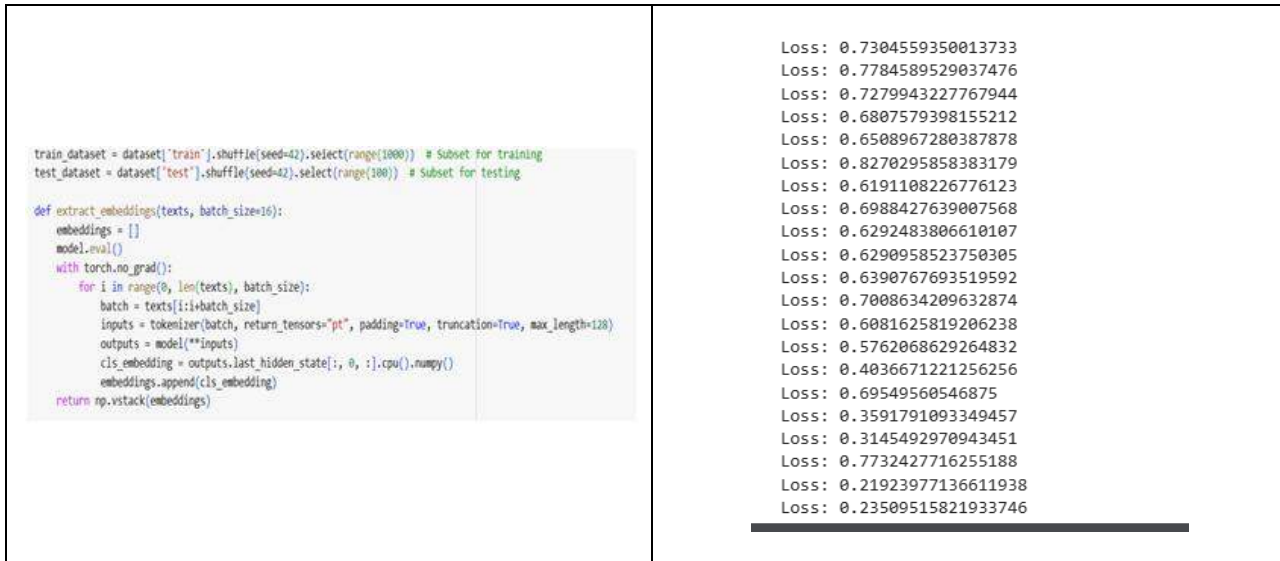 train_dataset = dataset['train'].shuffle(seed=42).select(range(1000))  # Subset for training
test_dataset = dataset['test'].shuffle(seed=42).select(range(100))  # Subset for testing

def extract_embeddings(texts, batch_size=16):
    embeddings = []
    model.eval()
    with torch.no_grad():
        for i in range(0, len(texts), batch_size):
            batch = texts[i:i+batch_size]
            inputs = tokenizer(batch, return_tensors="pt", padding=True, truncation=True, max_length=128)
            outputs = model(**inputs)
            cls_embedding = outputs.last_hidden_state[:, 0, :].cpu().numpy()
            embeddings.append(cls_embedding)
    return np.vstack(embeddings)
Loss: 0.7304559350013733
Loss: 0.7784589529037476
Loss: 0.7279943227767944
Loss: 0.6807579398155212
Loss: 0.6508967280387878
Loss: 0.8270295858383179
Loss: 0.6191108226776123
Loss: 0.6988427639007568
Loss: 0.6292483806610107
Loss: 0.6290958523750305
Loss: 0.6390767693519592
Loss: 0.7008634209632874
Loss: 0.6081625819206238
Loss: 0.5762068629264832
Loss: 0.4036671221256256
Loss: 0.69549560546875
Loss: 0.3591791093349457
Loss: 0.3145492970943451
Loss: 0.7732427716255188
Loss: 0.21923977136611938
Loss: 0.23509515821933746